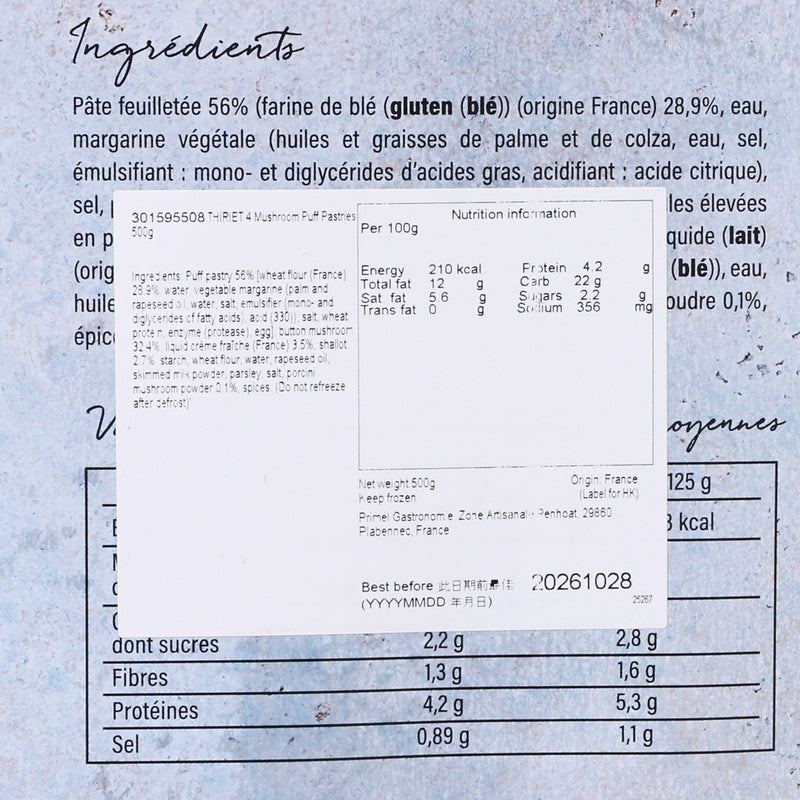 Ingrédients
Pâte feuilletée 56% (farine de blé (gluten (blé)) (origine France) 28,9%, eau,
margarine végétale (huiles et graisses de palme et de colza, eau, sel,
émulsifiant : mono- et diglycérides d'acides gras, acidifiant : acide citrique),
sel, les élevées
en p quide (lait)
(orig (blé)), eau,
huile oudre 0,1%,
épic
301595508 THIRIET 4 Mushroom Puff Pastries
500g
Ingredients: Puff pastry 56% [wheat flour (France)
28.9%, water, vegetable margarine (palm and
rapeseed oil, water, salt, emulsifier (mono- and
diglycerides of fatty acids), acid (330)), salt, wheat
protein, enzyme (protease), egg], button mushroom
32.4%, liquid crème fraîche (France) 3.5%, shallot
2.7%, starch, wheat flour, water, rapeseed oil,
skimmed milk powder, parsley, salt, porcini
mushroom powder 0.1%, spices. (Do not refreeze
after defrost)
Nutrition information
Per 100g
Energy 210 kcal Protein 4.2 g
Total fat 12 g Carb 22 g
Sat fat 5.6 g Sugars 2.2 g
Trans fat 0 g Sodium 356 mg
Net weight 500g Origin: France
Keep frozen (Label for HK)
Primel Gastronomie Zone Artisanale Penhoat, 29860
Plabennec, France
Best before 此日期前最佳 20261028
(YYYYMMDD 年月日) 25267
V oyennes
125 g
kcal
dont sucres 2,2 g 2,8 g
Fibres 1,3 g 1,6 g
Protéines 4,2 g 5,3 g
Sel 0,89 g 1,1 g